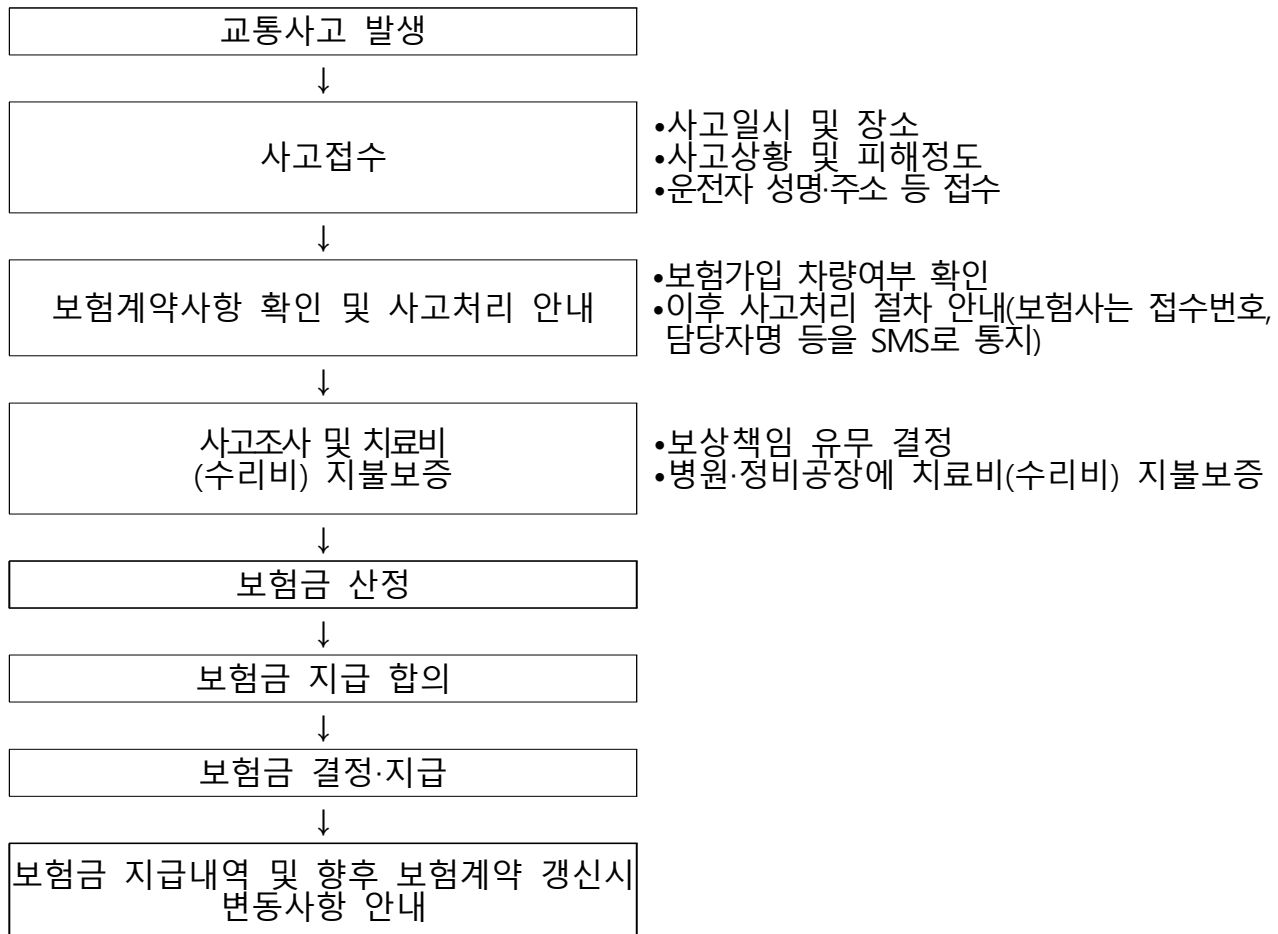 교통사고 발생
↓
사고접수
•사고일시 및 장소
•사고상황 및 피해정도
•운전자 성명·주소 등 접수
↓
보험계약사항 확인 및 사고처리 안내
•보험가입 차량여부 확인
•이후 사고처리 절차 안내(보험사는 접수번호,
담당자명 등을 SMS로 통지)
↓
사고조사 및 치료비
(수리비) 지불보증
•보상책임 유무 결정
•병원·정비공장에 치료비(수리비) 지불보증
↓
보험금 산정
↓
보험금 지급 합의
↓
보험금 결정·지급
↓
보험금 지급내역 및 향후 보험계약 갱신시
변동사항 안내